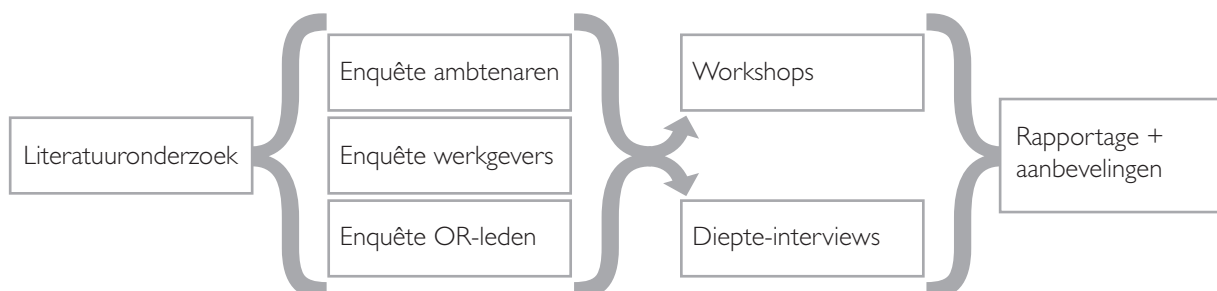 Literatuuronderzoek
Enquête ambtenaren
Enquête werkgevers
Enquête OR-leden
Workshops
Diepte-interviews
Rapportage +
aanbevelingen